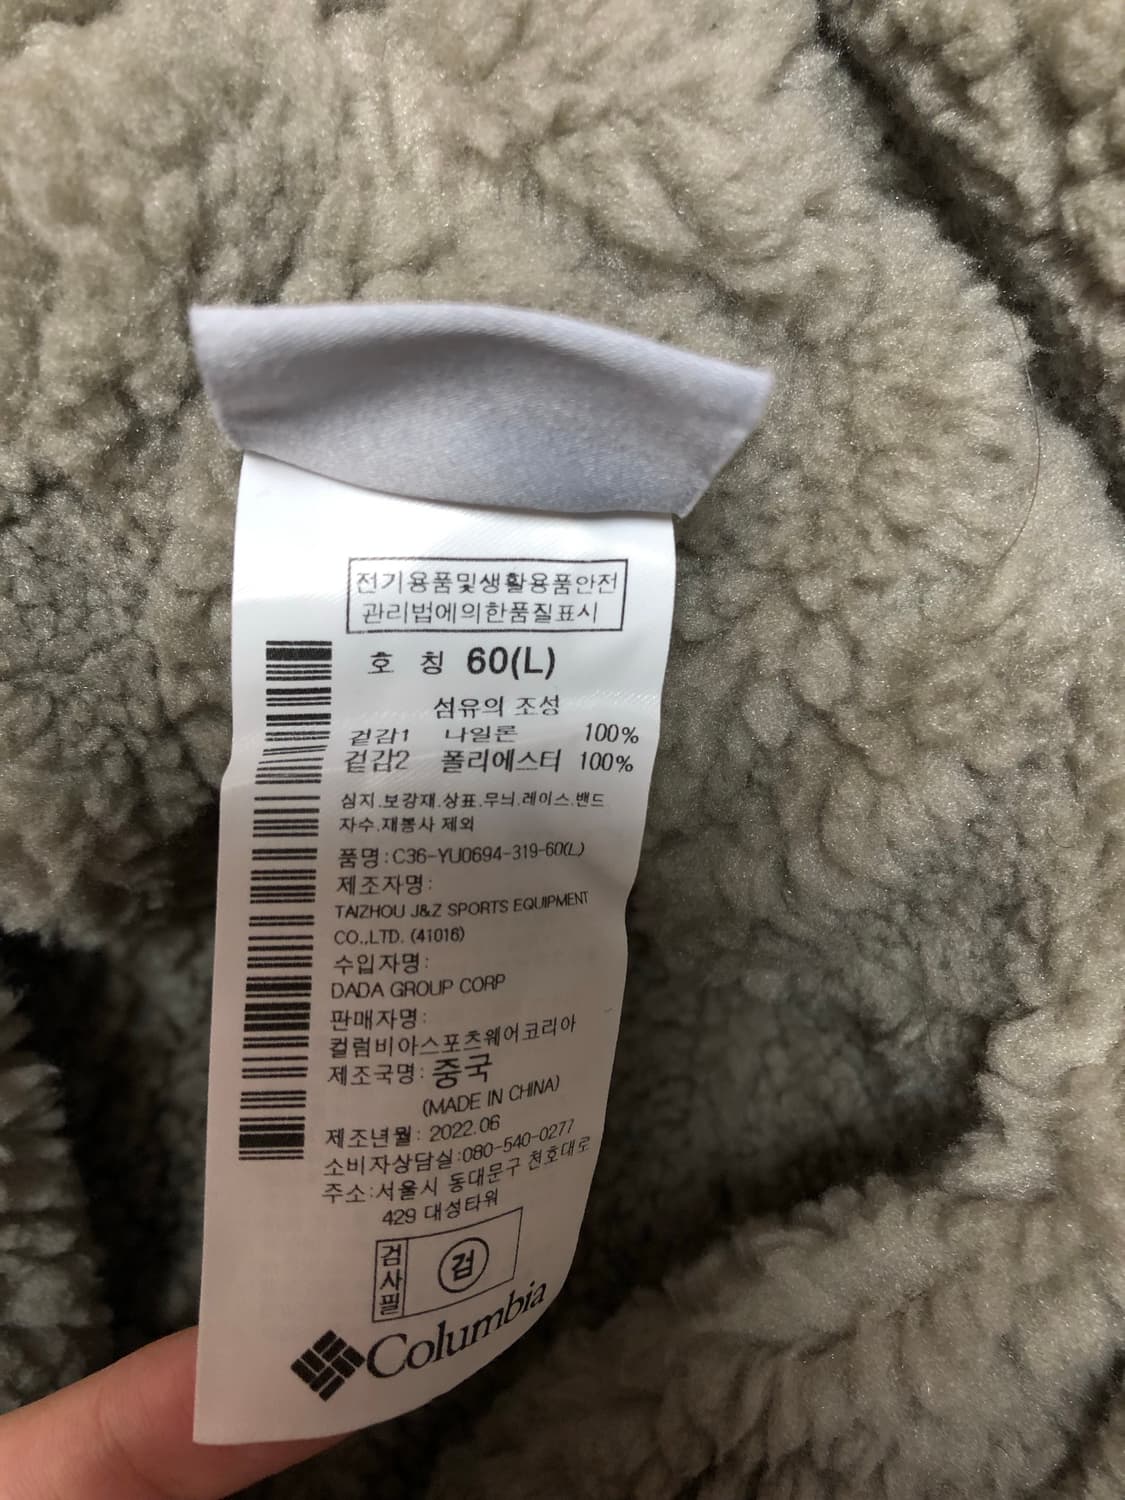 전기용품및생활용품안전
관리법에의한품질표시
호 칭 60(L)
섬유의 조성
겉감1 나일론 100%
겉감2 폴리에스터 100%
심지.보강재.상표.무늬.레이스.밴드
자수.재봉사 제외
품명:C36-YU0694-319-60(L)
제조자명:
TAIZHOU J&Z SPORTS EQUIPMENT
CO.,LTD. (41016)
수입자명:
DADA GROUP CORP
판매자명:
컬럼비아스포츠웨어코리아
제조국명: 중국
(MADE IN CHINA)
제조년월: 2022.06
소비자상담실:080-540-0277
주소:서울시 동대문구 천호대로
429 대성타워
검사필 검
Columbia